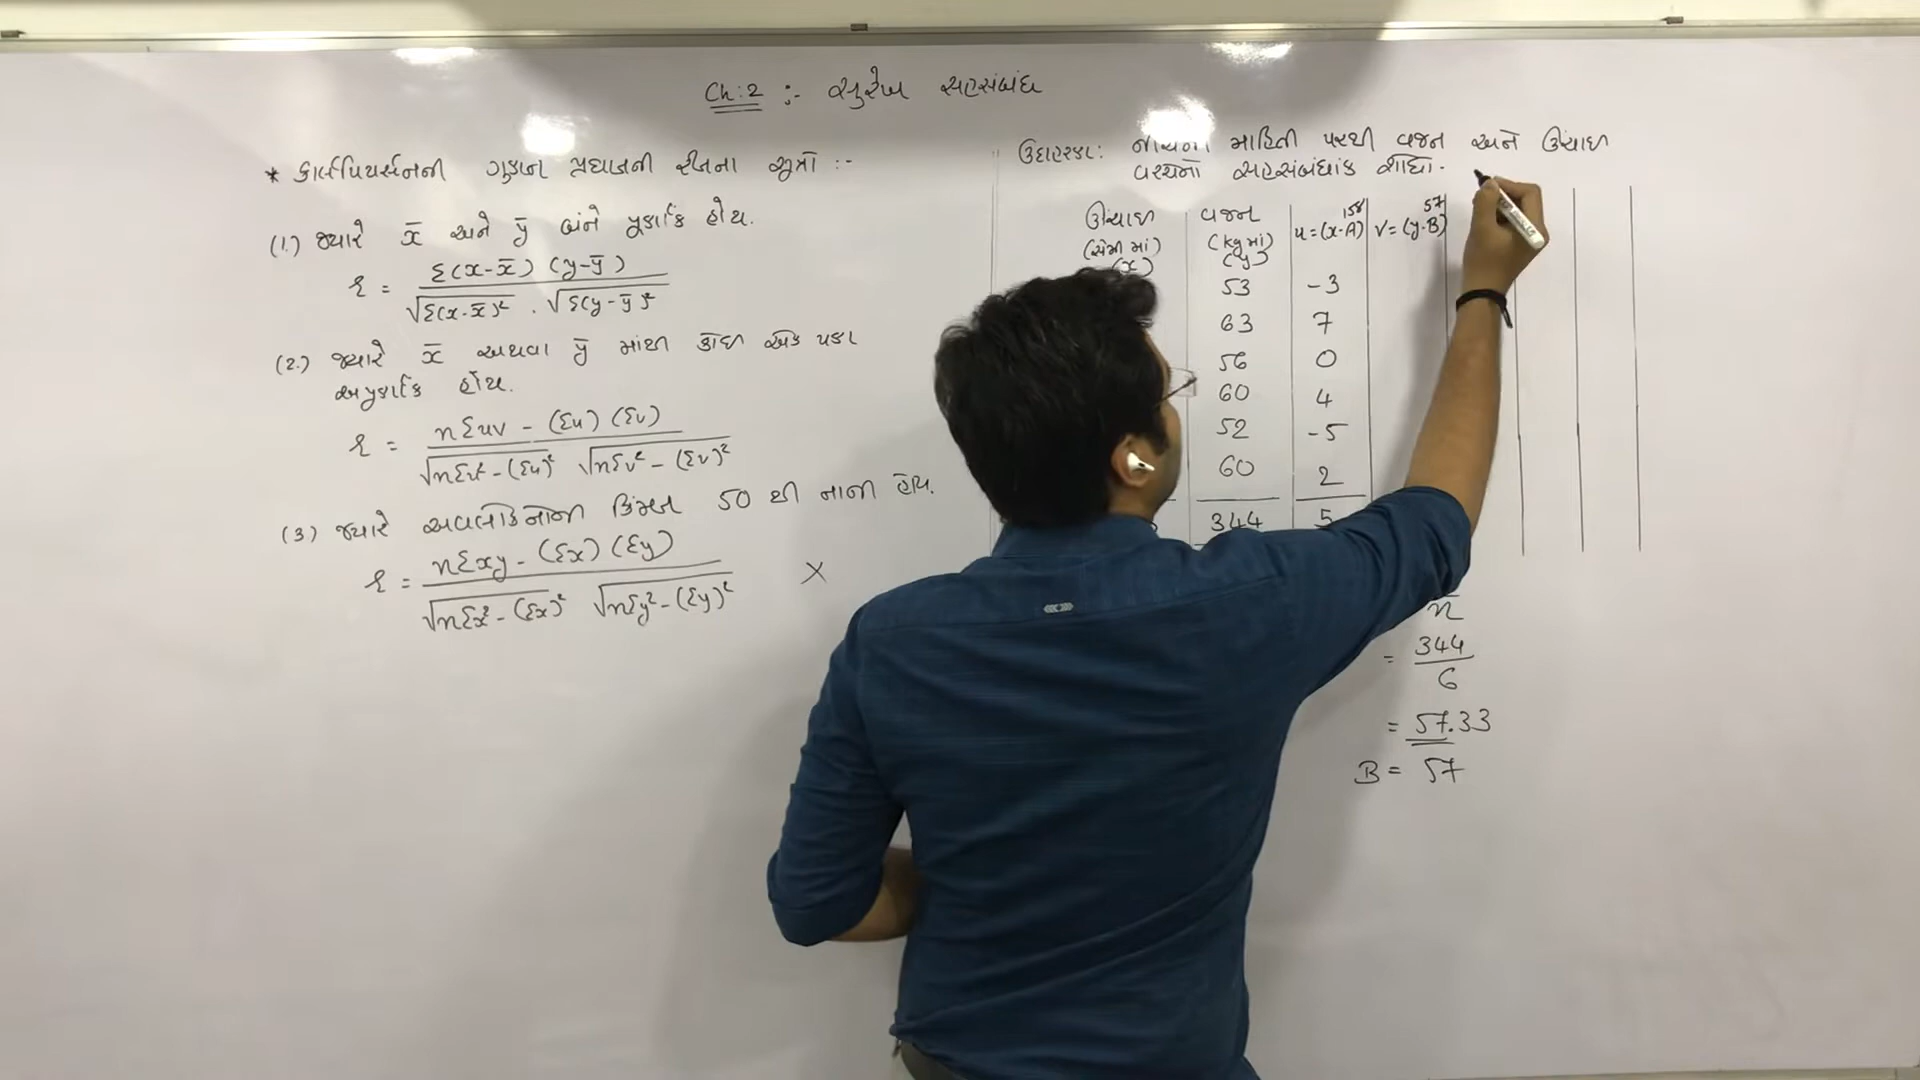 Ch:2 :- સુરેખ સહસંબંધ
* કાર્લપિયર્સનની ગુણાન પ્રઘાતની રીતના સૂત્રો :-
(1.) જ્યારે x̄ અને ȳ બંને પૂર્ણાંક હોય.
r = Σ(x-x̄) (y-ȳ) / √Σ(x-x̄)² . √Σ(y-ȳ)²
(2.) જ્યારે x̄ અથવા ȳ માંથી કોઈ એક પણ
અપૂર્ણાંક હોય.
r = nΣuv - (Σu) (Σv) / √nΣu² - (Σu)² √nΣv² - (Σv)²
(3) જ્યારે અવલોકનોની કિંમત 50 થી નાની હોય.
r = nΣxy - (Σx) (Σy) / √nΣx² - (Σx)² √nΣy² - (Σy)² ×
ઉદાહરણ: નીચેની માહિતી પરથી વજન અને ઊંચાઈ
વચ્ચેનો સહસંબંધાંક શોધો.
ઊંચાઈ વજન 158 57
(સેમી માં) (kg માં) u = (x-A) v = (y-B)
(x) (y)
53 -3
63 7
56 0
60 4
52 -5
60 2
344 5
n
= 344 / 6
= 57.33
B = 57